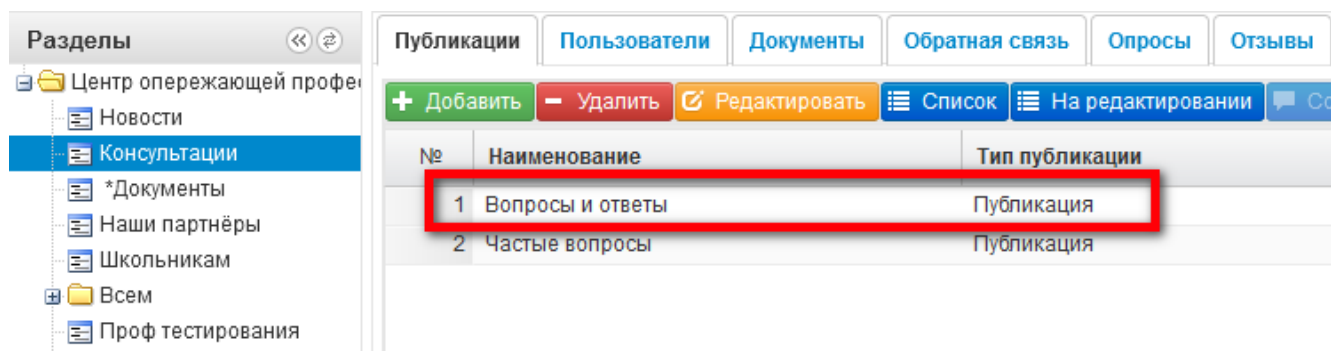 Разделы
Центр опережающей профе
Новости
Консультации
*Документы
Наши партнёры
Школьникам
Всем
Проф тестирования
Публикации Пользователи Документы Обратная связь Опросы Отзывы
Добавить Удалить Редактировать Список На редактировании Со
№ Наименование Тип публикации
1 Вопросы и ответы Публикация
2 Частые вопросы Публикация